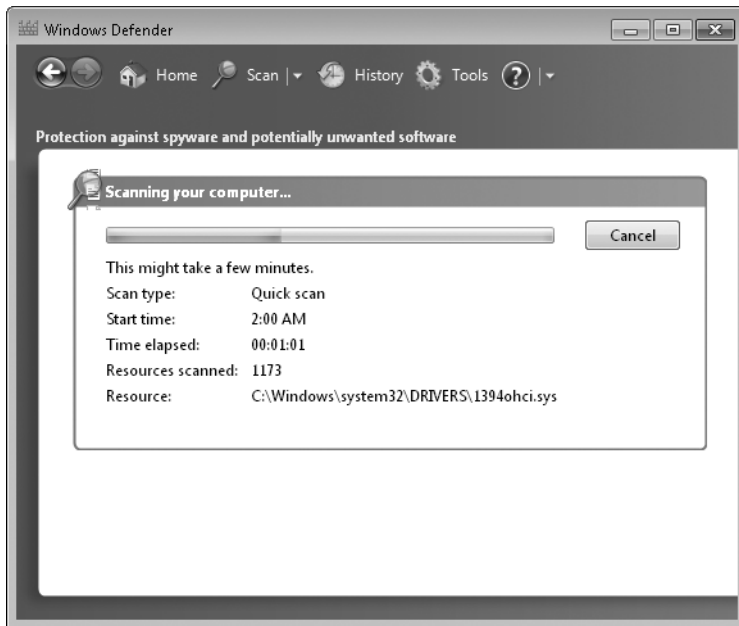 Windows Defender
Home Scan | History Tools ? |
Protection against spyware and potentially unwanted software
Scanning your computer...
Cancel
This might take a few minutes.
Scan type: Quick scan
Start time: 2:00 AM
Time elapsed: 00:01:01
Resources scanned: 1173
Resource: C:\Windows\system32\DRIVERS\1394ohci.sys